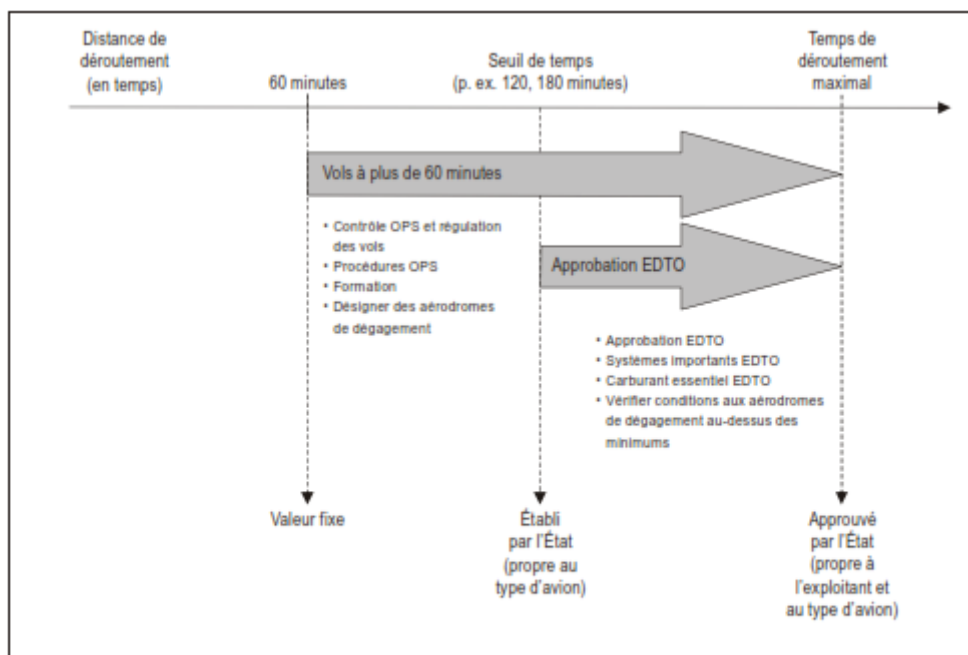 Distance de
déroutement
(en temps)
60 minutes
Seuil de temps
(p. ex. 120, 180 minutes)
Temps de
déroutement
maximal
Vols à plus de 60 minutes
• Contrôle OPS et régulation
des vols
• Procédures OPS
• Formation
• Désigner des aérodromes
de dégagement
Approbation EDTO
• Approbation EDTO
• Systèmes importants EDTO
• Carburant essentiel EDTO
• Vérifier conditions aux aérodromes
de dégagement au-dessus des
minimums
Valeur fixe
Établi
par l'État
(propre au
type d'avion)
Approuvé
par l'État
(propre à
l'exploitant et
au type d'avion)